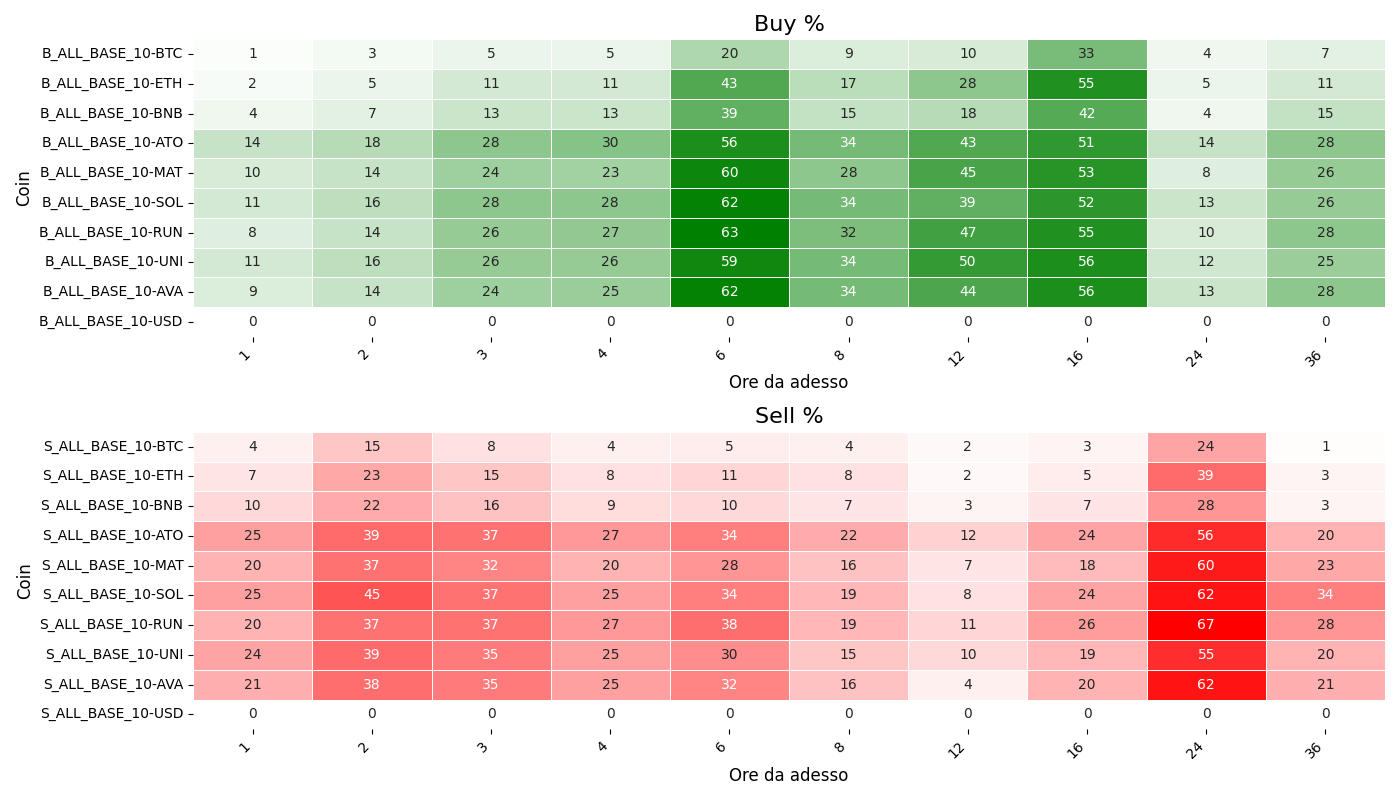 Buy %
Coin
B_ALL_BASE_10-BTC 1 3 5 5 20 9 10 33 4 7
B_ALL_BASE_10-ETH 2 5 11 11 43 17 28 55 5 11
B_ALL_BASE_10-BNB 4 7 13 13 39 15 18 42 4 15
B_ALL_BASE_10-ATO 14 18 28 30 56 34 43 51 14 28
B_ALL_BASE_10-MAT 10 14 24 23 60 28 45 53 8 26
B_ALL_BASE_10-SOL 11 16 28 28 62 34 39 52 13 26
B_ALL_BASE_10-RUN 8 14 26 27 63 32 47 55 10 28
B_ALL_BASE_10-UNI 11 16 26 26 59 34 50 56 12 25
B_ALL_BASE_10-AVA 9 14 24 25 62 34 44 56 13 28
B_ALL_BASE_10-USD 0 0 0 0 0 0 0 0 0 0
1 2 3 4 6 8 12 16 24 36
Ore da adesso
Sell %
Coin
S_ALL_BASE_10-BTC 4 15 8 4 5 4 2 3 24 1
S_ALL_BASE_10-ETH 7 23 15 8 11 8 2 5 39 3
S_ALL_BASE_10-BNB 10 22 16 9 10 7 3 7 28 3
S_ALL_BASE_10-ATO 25 39 37 27 34 22 12 24 56 20
S_ALL_BASE_10-MAT 20 37 32 20 28 16 7 18 60 23
S_ALL_BASE_10-SOL 25 45 37 25 34 19 8 24 62 34
S_ALL_BASE_10-RUN 20 37 37 27 38 19 11 26 67 28
S_ALL_BASE_10-UNI 24 39 35 25 30 15 10 19 55 20
S_ALL_BASE_10-AVA 21 38 35 25 32 16 4 20 62 21
S_ALL_BASE_10-USD 0 0 0 0 0 0 0 0 0 0
1 2 3 4 6 8 12 16 24 36
Ore da adesso